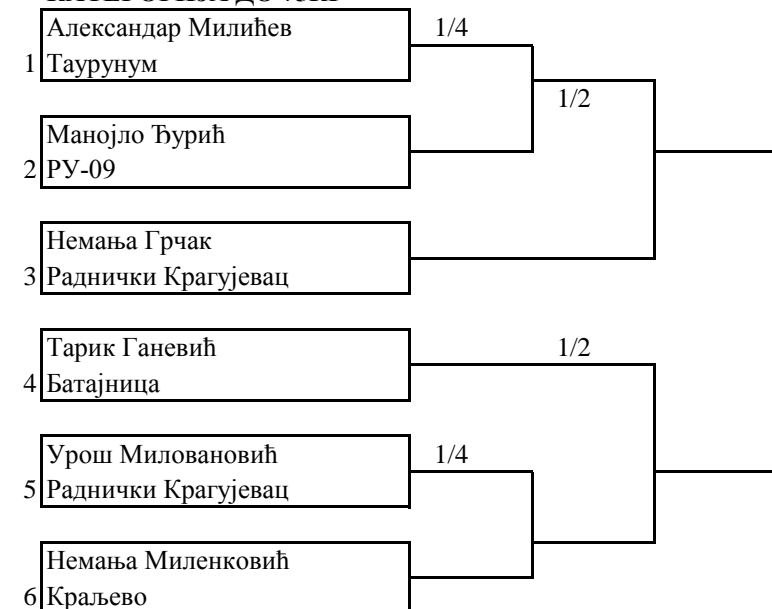 Александар Милићев
1/4
1 Таурунум
1/2
Манојло Ђурић
2 РУ-09
Немања Грчак
3 Раднички Крагујевац
Тарик Ганевић
1/2
4 Батајница
Урош Миловановић
1/4
5 Раднички Крагујевац
Немања Миленковић
6 Краљево